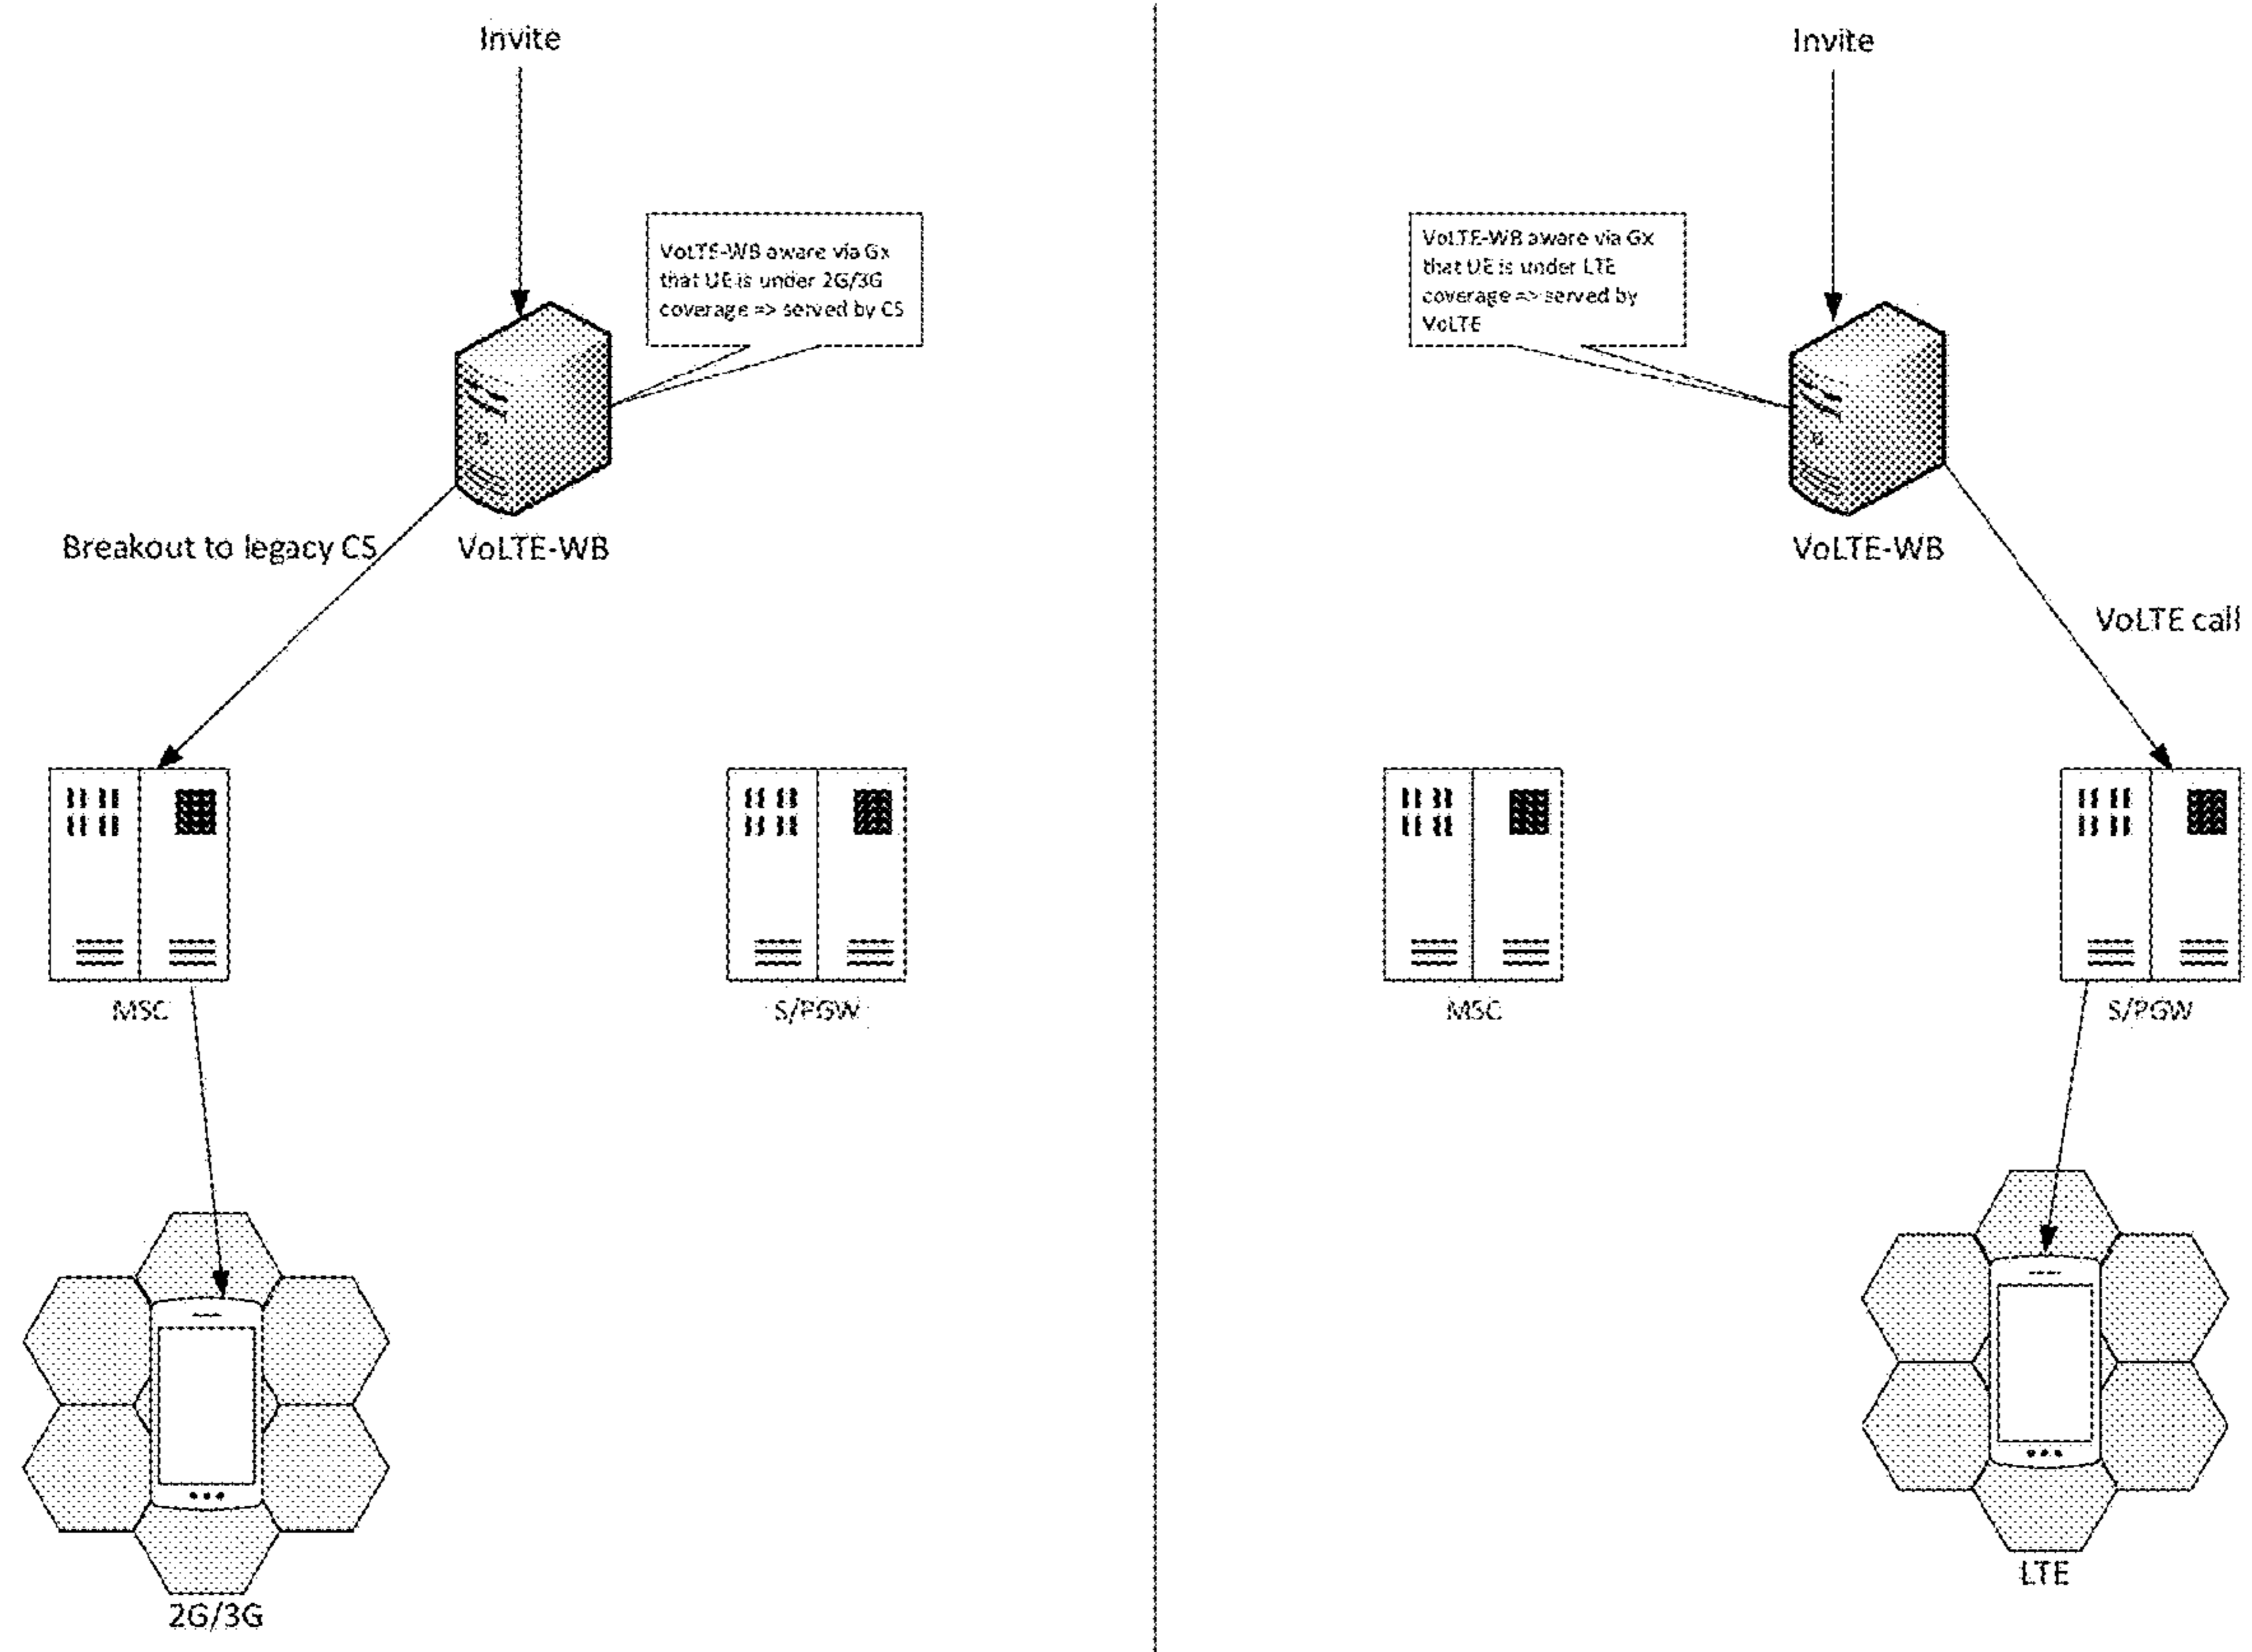 Invite
VoLTE-WB aware via Gx
that UE is under 2G/3G
coverage => served by CS
Breakout to legacy CS
VoLTE-WB
MSC
S/PGW
2G/3G
Invite
VoLTE-WB aware via Gx
that UE is under LTE
coverage => served by
VoLTE
VoLTE-WB
VoLTE call
MSC
S/PGW
LTE